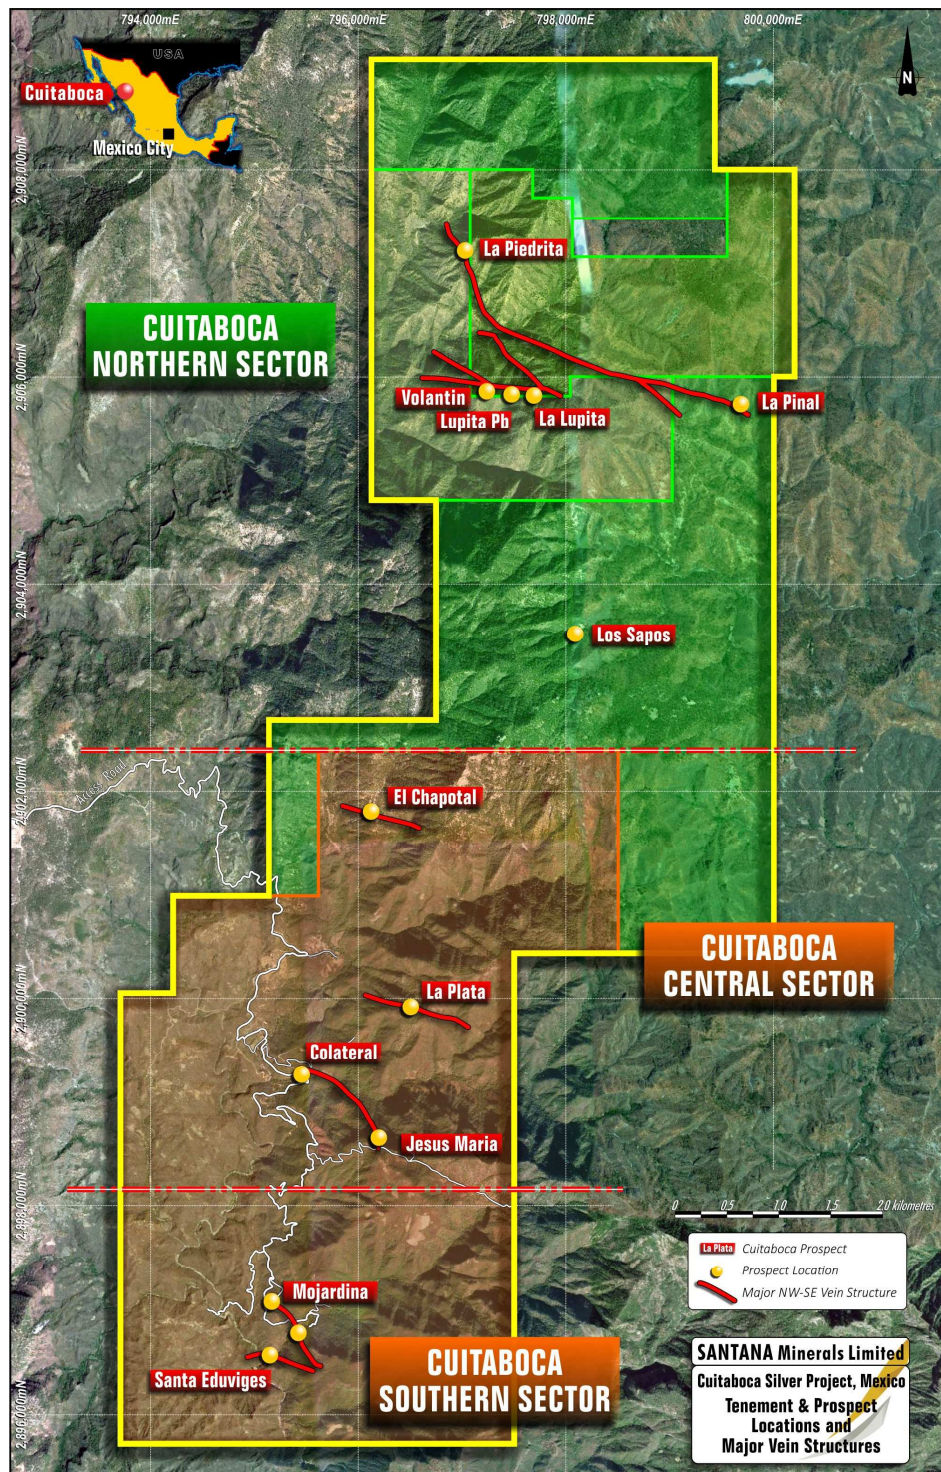 794,000mE
796,000mE
798,000mE
800,000mE
USA
Cuitaboca
Mexico City
N
2,908,000mN
La Piedrita
CUITABOCA
NORTHERN SECTOR
2,906,000mN
Volantin
Lupita Pb
La Lupita
La Pinal
2,904,000mN
Los Sapos
Access Road
2,902,000mN
El Chapotal
CUITABOCA
CENTRAL SECTOR
2,900,000mN
La Plata
Colateral
Jesus Maria
2,898,000mN
0 0.5 1.0 1.5 2.0 kilometres
La Plata Cuitaboca Prospect
Prospect Location
Major NW-SE Vein Structure
Mojardina
Santa Eduviges
CUITABOCA
SOUTHERN SECTOR
2,896,000mN
SANTANA Minerals Limited
Cuitaboca Silver Project, Mexico
Tenement & Prospect
Locations and
Major Vein Structures